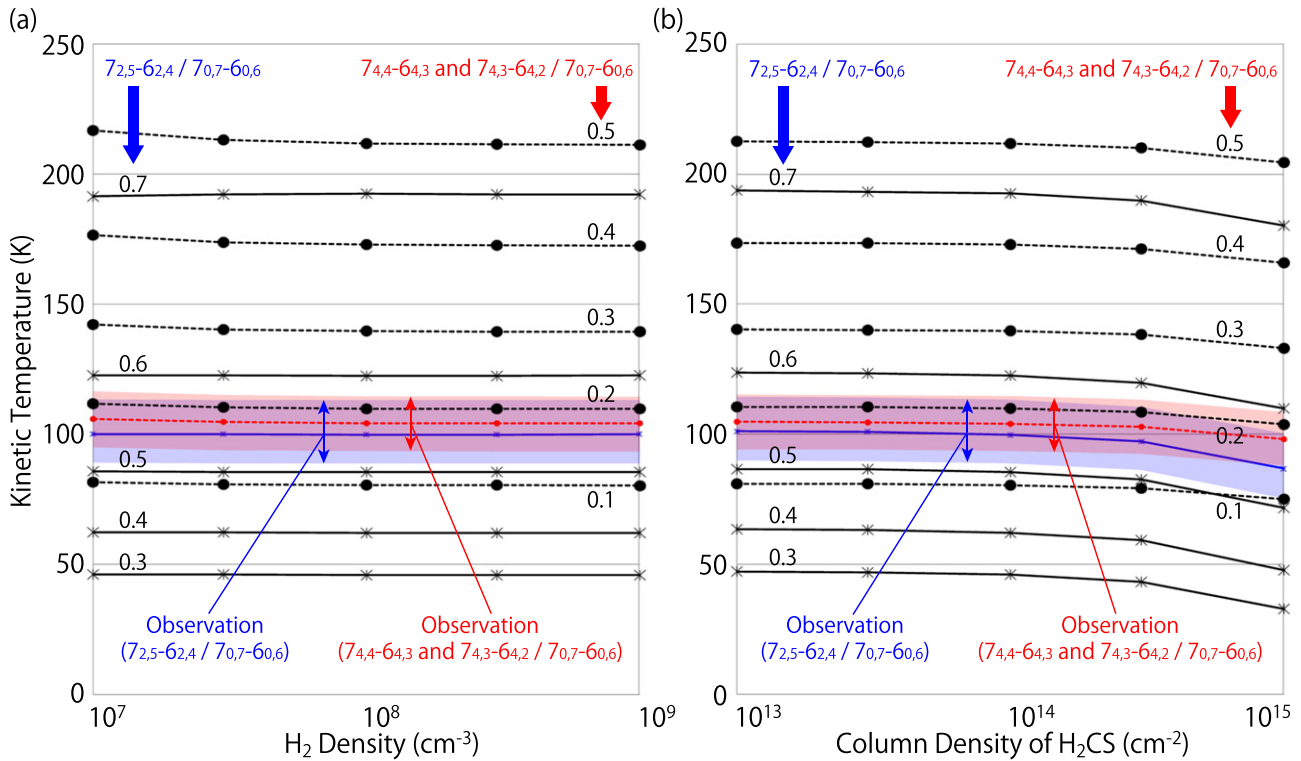 (a)
250
7₂,₅-6₂,₄ / 7₀,₇-6₀,₆
7₄,₄-6₄,₃ and 7₄,₃-6₄,₂ / 7₀,₇-6₀,₆
0.5
200
0.7
0.4
150
0.3
0.6
0.2
100
0.5
0.1
0.4
50
0.3
Observation
(7₂,₅-6₂,₄ / 7₀,₇-6₀,₆)
Observation
(7₄,₄-6₄,₃ and 7₄,₃-6₄,₂ / 7₀,₇-6₀,₆)
0
10⁷
10⁸
10⁹
Kinetic Temperature (K)
H₂ Density (cm⁻³)
(b)
250
7₂,₅-6₂,₄ / 7₀,₇-6₀,₆
7₄,₄-6₄,₃ and 7₄,₃-6₄,₂ / 7₀,₇-6₀,₆
0.5
200
0.7
0.4
150
0.3
0.6
100
0.2
0.5
0.1
0.4
50
0.3
Observation
(7₂,₅-6₂,₄ / 7₀,₇-6₀,₆)
Observation
(7₄,₄-6₄,₃ and 7₄,₃-6₄,₂ / 7₀,₇-6₀,₆)
0
10¹³
10¹⁴
10¹⁵
Column Density of H₂CS (cm⁻²)